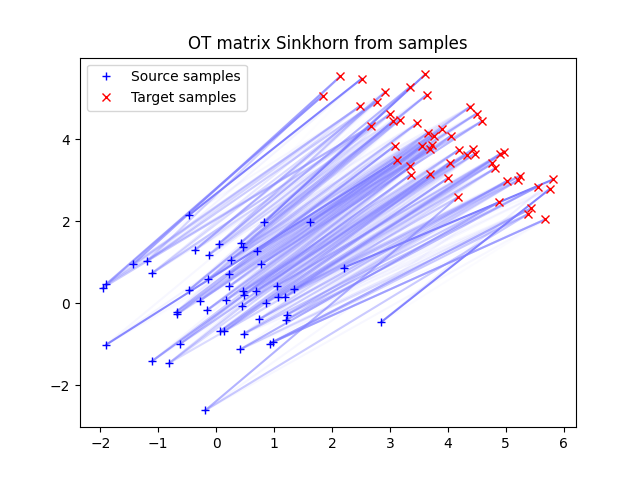 OT matrix Sinkhorn from samples
Source samples
Target samples
4
2
0
−2
−2 −1 0 1 2 3 4 5 6